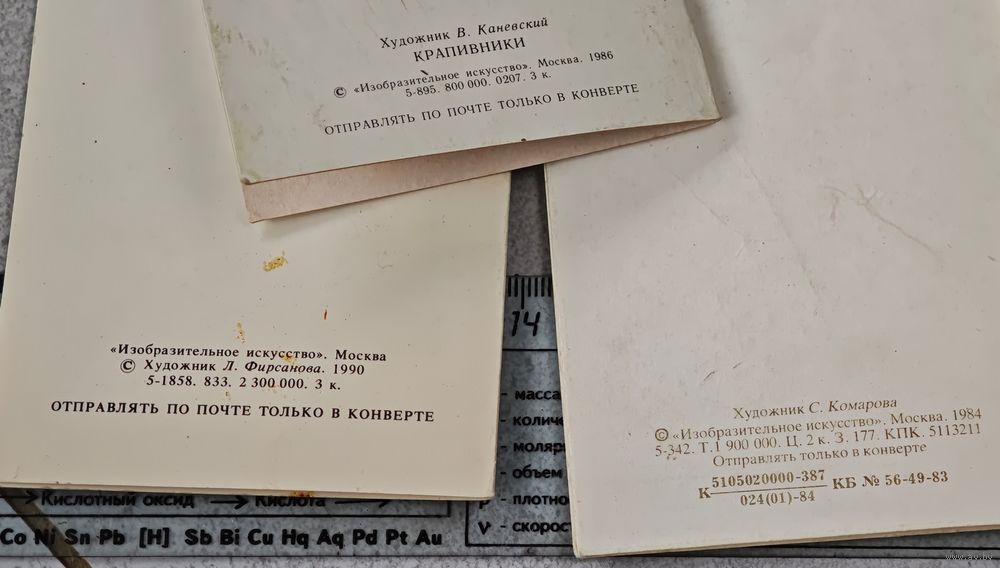 Художник В. Каневский
КРАПИВНИКИ
© «Изобразительное искусство». Москва. 1986
5-895. 800 000. 0207. 3 к.
ОТПРАВЛЯТЬ ПО ПОЧТЕ ТОЛЬКО В КОНВЕРТЕ
«Изобразительное искусство». Москва
© Художник Л. Фирсанова. 1990
5-1858. 833. 2 300 000. 3 к.
ОТПРАВЛЯТЬ ПО ПОЧТЕ ТОЛЬКО В КОНВЕРТЕ
Художник С. Комарова
© «Изобразительное искусство». Москва. 1984
5-342. Т.1 900 000. Ц. 2 к. З. 177. КПК. 5113211
Отправлять только в конверте
К 5105020000-387 КБ № 56-49-83
024(01)-84
14
- масса
- колич
- моляр
- объем
ρ - плотно
V - скорост
Кислотный оксид → Кислота
Co Ni Sn Pb [H] Sb Bi Cu Hg Ag Pd Pt Au